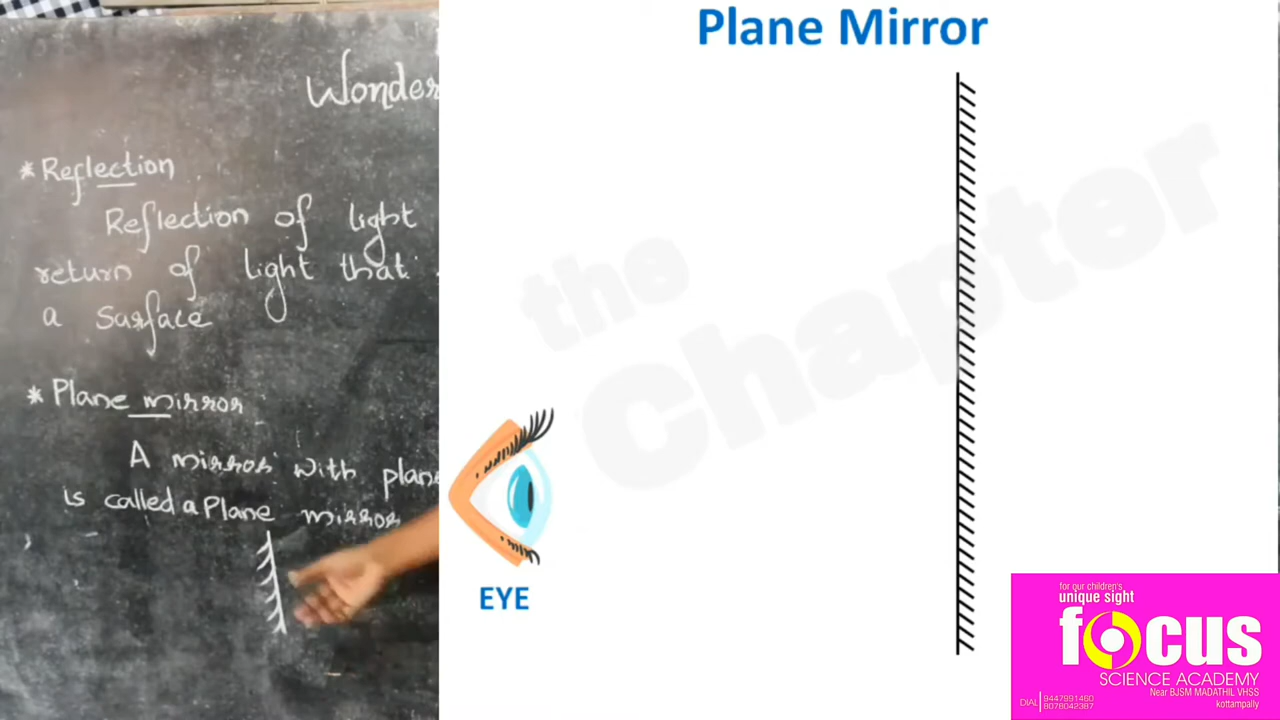 Wonder
* Reflection
Reflection of light
return of light that
a surface
* Plane mirror
A mirror with plane
is called a Plane mirror
Plane Mirror
the
Chapter
EYE
for our children's
unique sight
focus
SCIENCE ACADEMY
Near BJSM MADATHIL VHSS
kottampally
DIAL
9447991460
8078042387